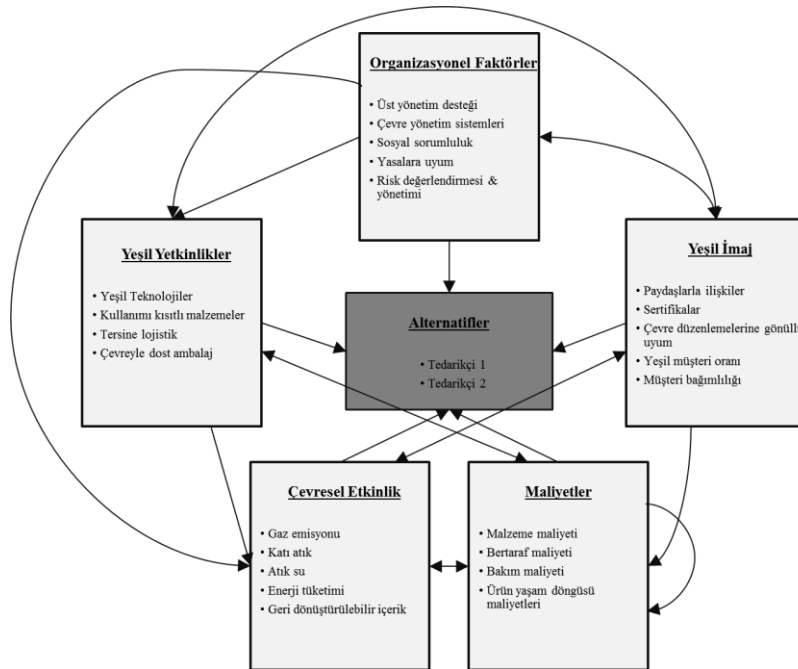 Organizasyonel Faktörler
• Üst yönetim desteği
• Çevre yönetim sistemleri
• Sosyal sorumluluk
• Yasalara uyum
• Risk değerlendirmesi &
yönetimi
Yeşil Yetkinlikler
• Yeşil Teknolojiler
• Kullanımı kısıtlı malzemeler
• Tersine lojistik
• Çevreyle dost ambalaj
Alternatifler
• Tedarikçi 1
• Tedarikçi 2
Yeşil İmaj
• Paydaşlarla ilişkiler
• Sertifikalar
• Çevre düzenlemelerine gönüllü
uyum
• Yeşil müşteri oranı
• Müşteri bağımlılığı
Çevresel Etkinlik
• Gaz emisyonu
• Katı atık
• Atık su
• Enerji tüketimi
• Geri dönüştürülebilir içerik
Maliyetler
• Malzeme maliyeti
• Bertaraf maliyeti
• Bakım maliyeti
• Ürün yaşam döngüsü
maliyetleri